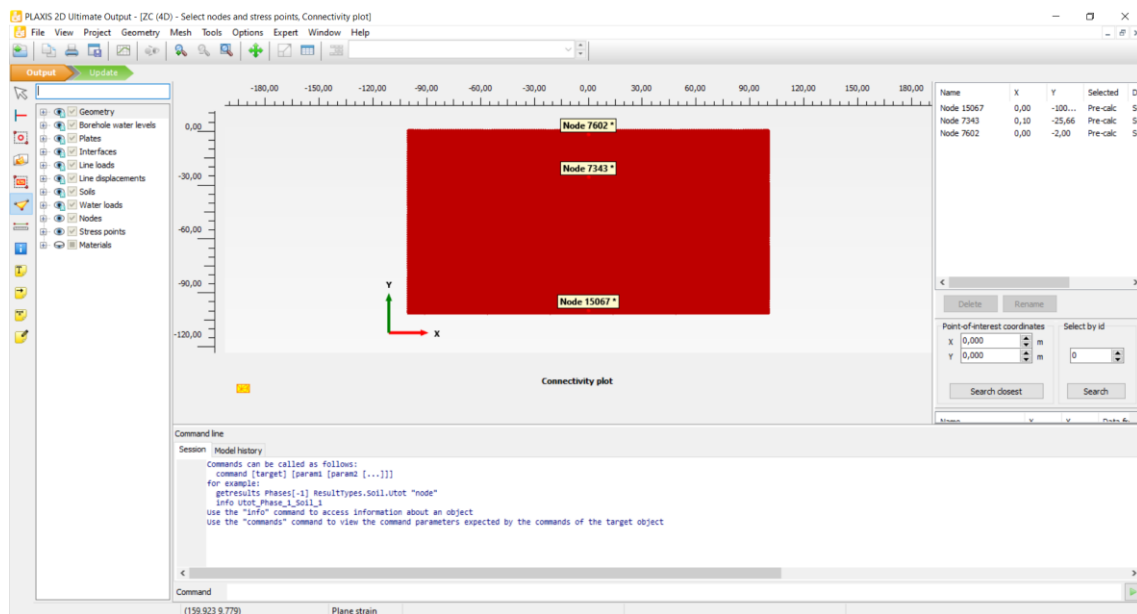 PLAXIS 2D Ultimate Output - [ZC (4D) - Select nodes and stress points, Connectivity plot]
File View Project Geometry Mesh Tools Options Expert Window Help
Output Update
Geometry
Borehole water levels
Plates
Interfaces
Line loads
Line displacements
Soils
Water loads
Nodes
Stress points
Materials
-180,00 -150,00 -120,00 -90,00 -60,00 -30,00 0,00 30,00 60,00 90,00 120,00 150,00 180,00
0,00
-30,00
-60,00
-90,00
-120,00
Node 7602 *
Node 7343 *
Node 15067 *
Y
X
Connectivity plot
Name X Y Selected
Node 15067 0,00 -100... Pre-calc
Node 7343 0,10 -25,66 Pre-calc
Node 7602 0,00 -2,00 Pre-calc
Delete Rename
Point-of-interest coordinates Select by id
X 0,000 m
Y 0,000 m 0
Search closest Search
Command line
Session Model history
Commands can be called as follows:
command [target] [param1 [param2 [...]]]
for example:
getresults Phases[-1] ResultTypes.Soil.Utot "node"
info Utot_Phase_1_Soil_1
Use the "info" command to access information about an object
Use the "commands" command to view the command parameters expected by the commands of the target object
Command
(159,923 9,779) Plane strain